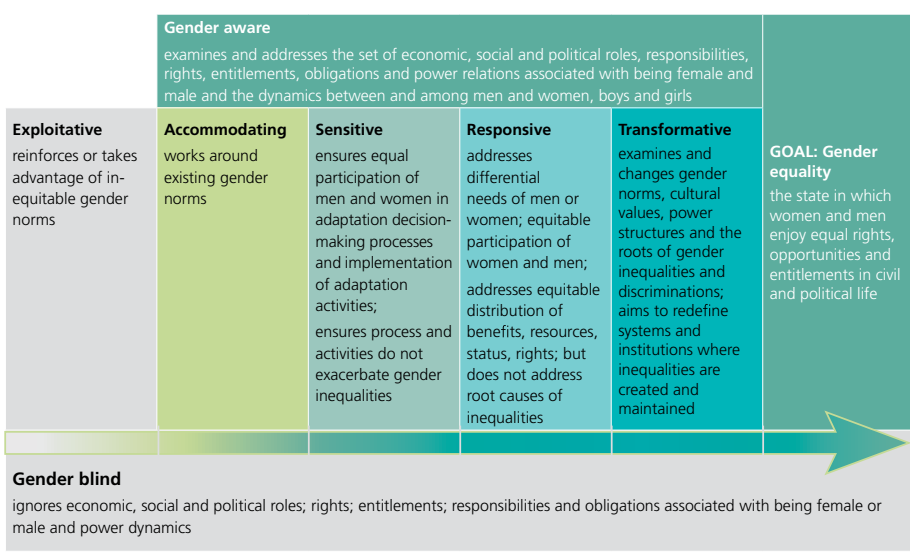 Gender aware
examines and addresses the set of economic, social and political roles, responsibilities,
rights, entitlements, obligations and power relations associated with being female and
male and the dynamics between and among men and women, boys and girls
Exploitative
reinforces or takes
advantage of in-
equitable gender
norms
Accommodating
works around
existing gender
norms
Sensitive
ensures equal
participation of
men and women in
adaptation decision-
making processes
and implementation
of adaptation
activities;
ensures process and
activities do not
exacerbate gender
inequalities
Responsive
addresses
differential
needs of men or
women; equitable
participation of
women and men;
addresses equitable
distribution of
benefits, resources,
status, rights; but
does not address
root causes of
inequalities
Transformative
examines and
changes gender
norms, cultural
values, power
structures and the
roots of gender
inequalities and
discriminations;
aims to redefine
systems and
institutions where
inequalities are
created and
maintained
GOAL: Gender
equality
the state in which
women and men
enjoy equal rights,
opportunities and
entitlements in civil
and political life
Gender blind
ignores economic, social and political roles; rights; entitlements; responsibilities and obligations associated with being female or
male and power dynamics